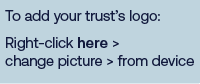 To add your trust's logo:
Right-click here >
change picture > from device